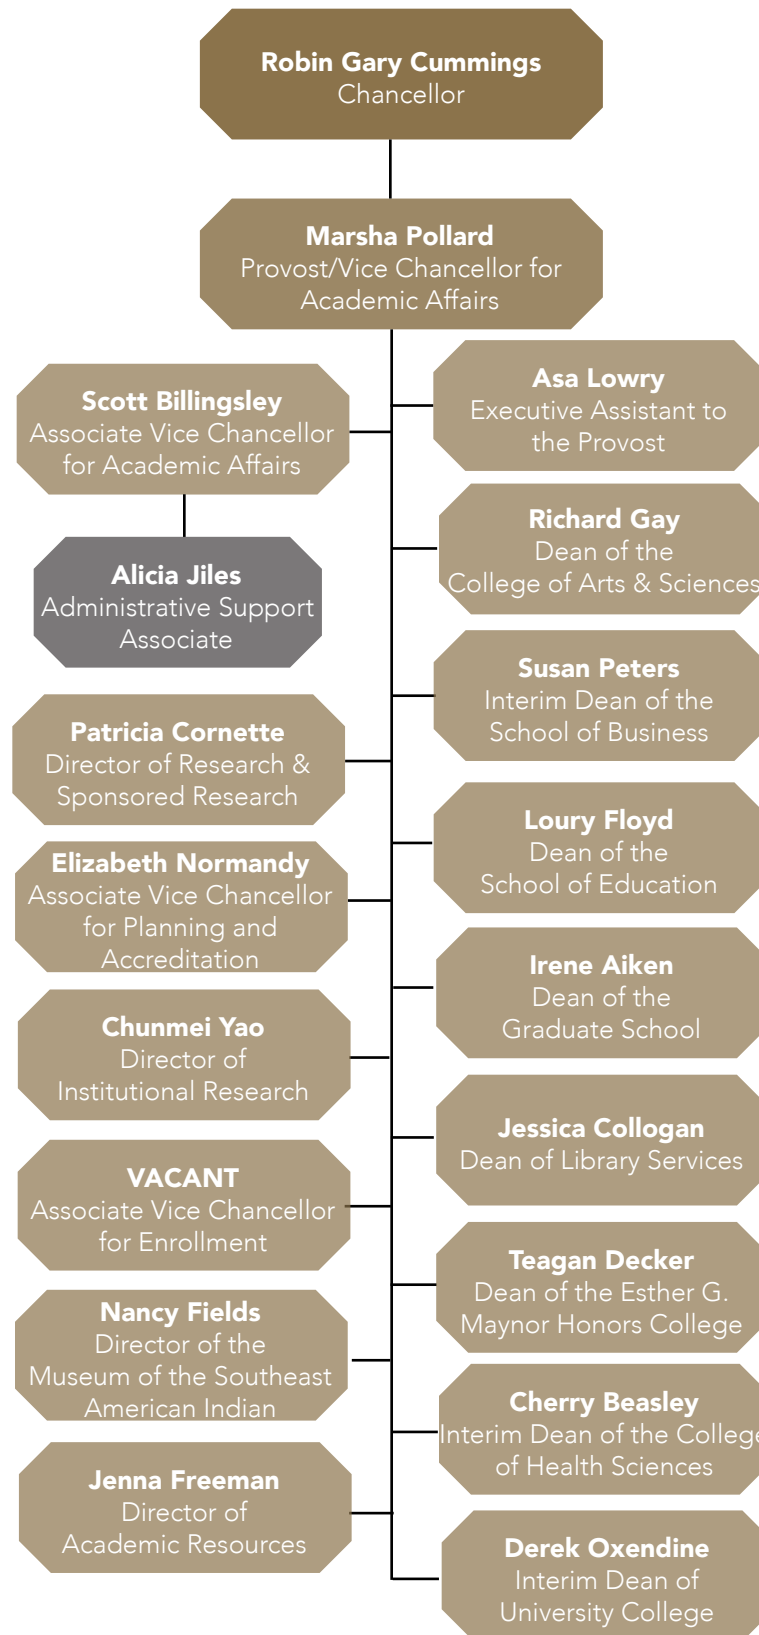 Robin Gary Cummings
Chancellor
Marsha Pollard
Provost/Vice Chancellor for
Academic Affairs
Scott Billingsley
Associate Vice Chancellor
for Academic Affairs
Alicia Jiles
Administrative Support
Associate
Patricia Cornette
Director of Research &
Sponsored Research
Elizabeth Normandy
Associate Vice Chancellor
for Planning and
Accreditation
Chunmei Yao
Director of
Institutional Research
VACANT
Associate Vice Chancellor
for Enrollment
Nancy Fields
Director of the
Museum of the Southeast
American Indian
Jenna Freeman
Director of
Academic Resources
Asa Lowry
Executive Assistant to
the Provost
Richard Gay
Dean of the
College of Arts & Sciences
Susan Peters
Interim Dean of the
School of Business
Loury Floyd
Dean of the
School of Education
Irene Aiken
Dean of the
Graduate School
Jessica Collogan
Dean of Library Services
Teagan Decker
Dean of the Esther G.
Maynor Honors College
Cherry Beasley
Interim Dean of the College
of Health Sciences
Derek Oxendine
Interim Dean of
University College